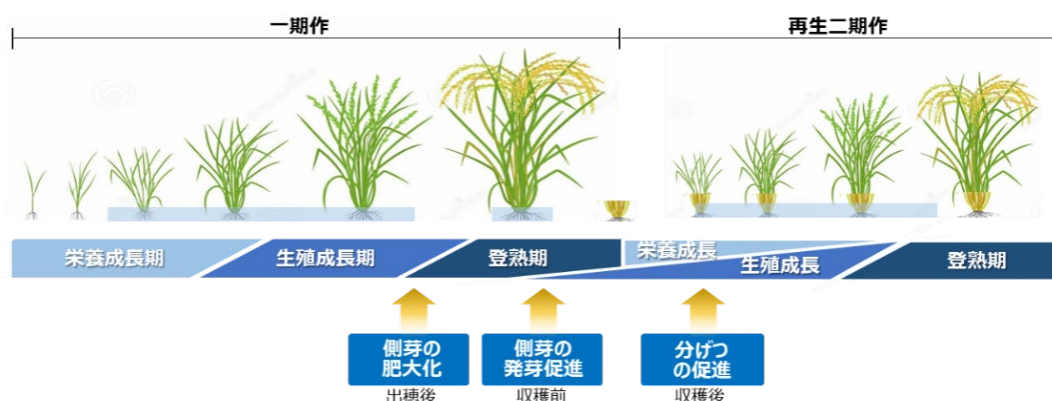 一期作
再生二期作
栄養成長期
生殖成長期
登熟期
栄養成長
生殖成長
登熟期
側芽の
肥大化
出穂後
側芽の
発芽促進
収穫前
分げつ
の促進
収穫後